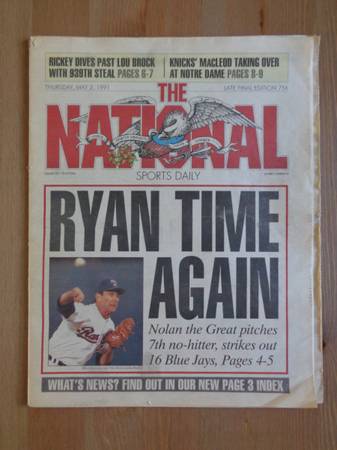 RICKEY DIVES PAST LOU BROCK
WITH 939TH STEAL PAGES 6-7
KNICKS' MACLEOD TAKING OVER
AT NOTRE DAME PAGES 8-9
THURSDAY, MAY 2, 1991
LATE FINAL EDITION 75¢
THE
NATIONAL
SPORTS DAILY
RYAN TIME
AGAIN
Nolan the Great pitches
7th no-hitter, strikes out
16 Blue Jays, Pages 4-5
WHAT'S NEWS? FIND OUT IN OUR NEW PAGE 3 INDEX